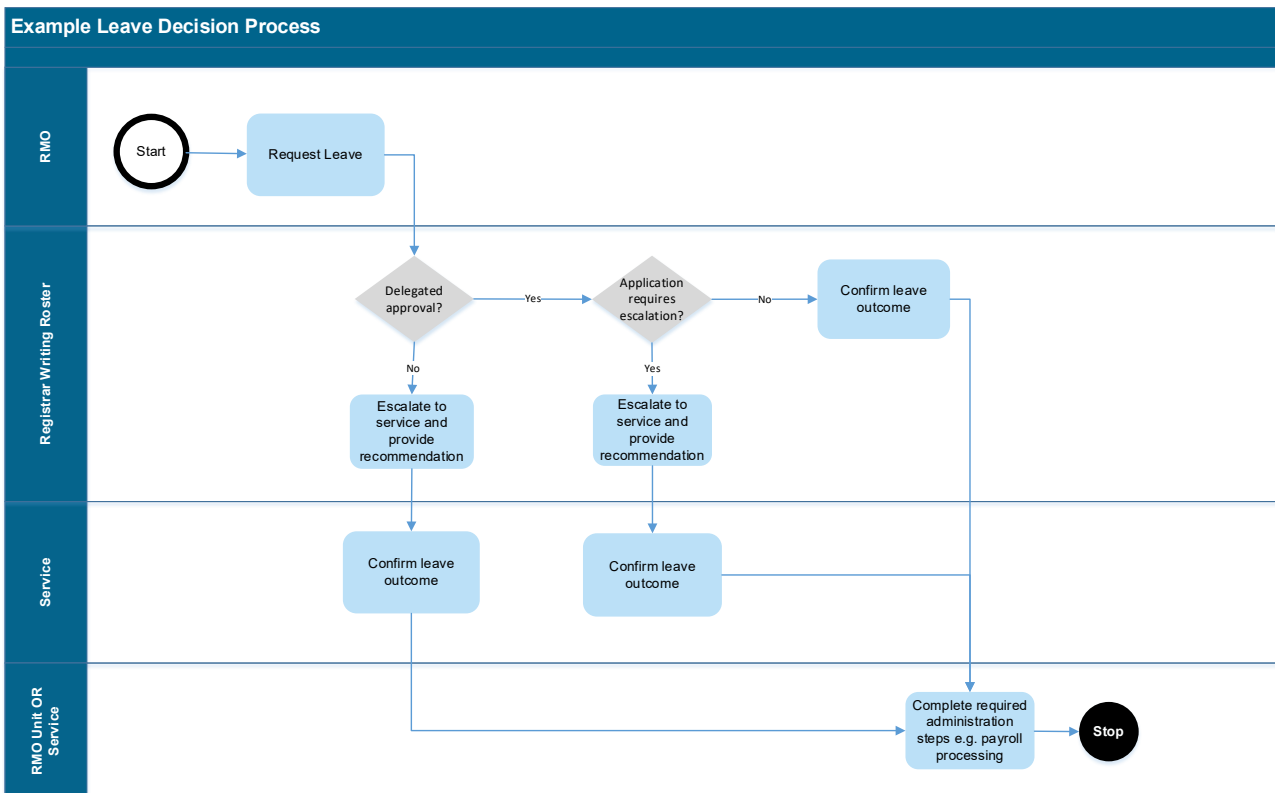 Example Leave Decision Process
RMO
Start
Request Leave
Registrar Writing Roster
Delegated
approval?
Yes
Application
requires
escalation?
No
Confirm leave
outcome
No
Yes
Escalate to
service and
provide
recommendation
Escalate to
service and
provide
recommendation
Service
Confirm leave
outcome
Confirm leave
outcome
RMO Unit OR
Service
Complete required
administration
steps e.g. payroll
processing
Stop